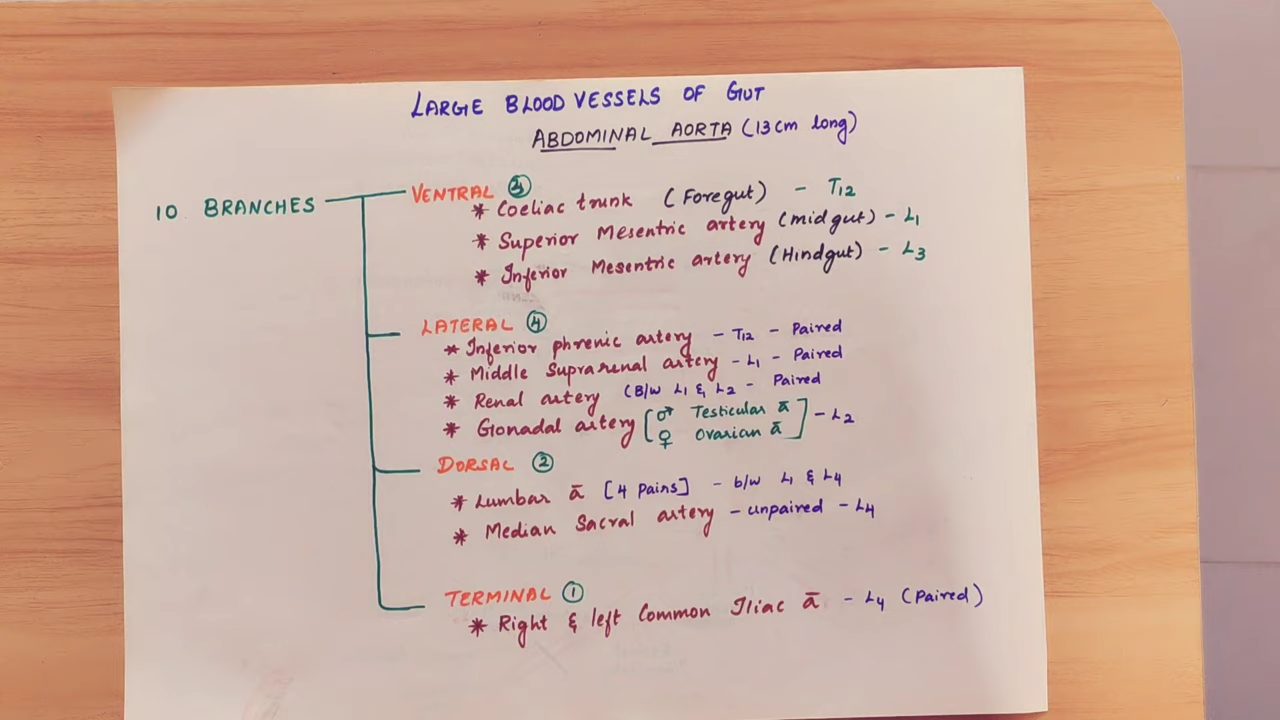 LARGE BLOOD VESSELS OF GUT
ABDOMINAL AORTA (13cm long)
10 BRANCHES
VENTRAL
* Coeliac trunk (Foregut) - T12
* Superior Mesentric artery (midgut) - L1
* Inferior Mesentric artery (Hindgut) - L3
LATERAL 4
* Inferior phrenic artery - T12 - Paired
* Middle Suprarenal artery - L1 - Paired
* Renal artery (B/w L1 & L2 - Paired
* Gonadal artery [♂ Testicular ā
♀ Ovarian ā] - L2
DORSAL 2
* Lumbar ā [4 Pairs] - b/w L1 & L4
* Median Sacral artery - unpaired - L4
TERMINAL 1
* Right & left Common Iliac ā - L4 (Paired)